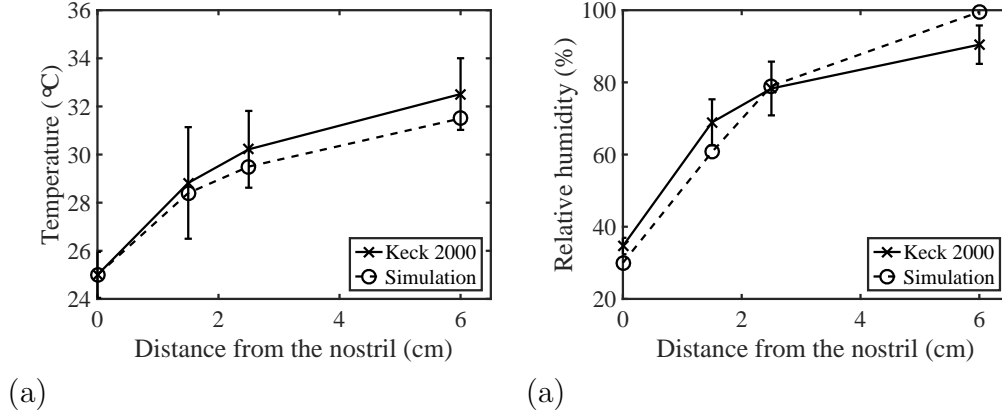 36
34
32
30
28
26
24
0
2
4
6
Temperature (°C)
Distance from the nostril (cm)
Keck 2000
Simulation
(a)
100
80
60
40
20
0
2
4
6
Relative humidity (%)
Distance from the nostril (cm)
Keck 2000
Simulation
(a)